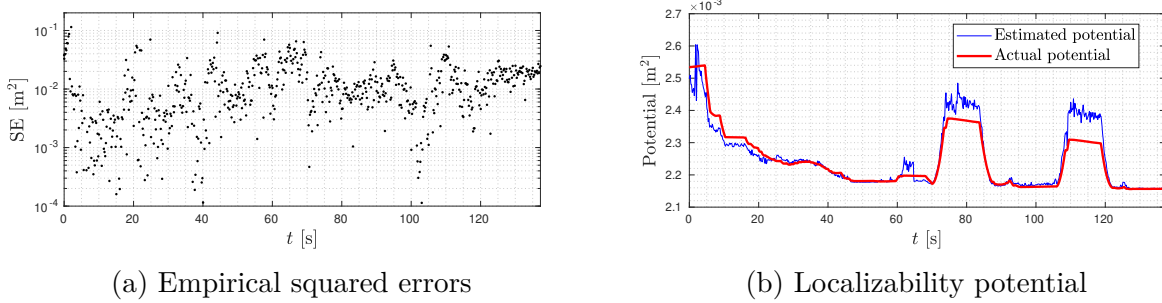 10^-1
10^-2
10^-3
10^-4
SE [m²]
0 20 40 60 80 100 120
t [s]
(a) Empirical squared errors
×10^-3
2.7
2.6
2.5
2.4
2.3
2.2
2.1
Potential [m²]
Estimated potential
Actual potential
0 20 40 60 80 100 120
t [s]
(b) Localizability potential